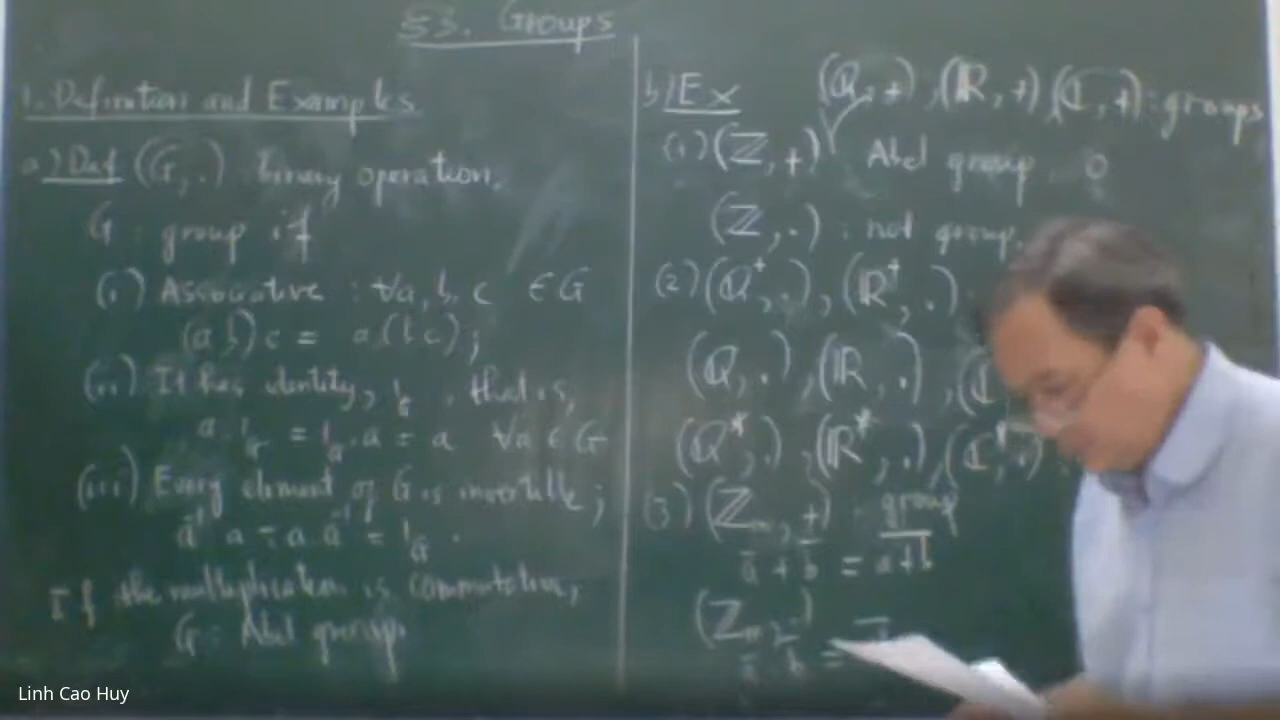 §3. Groups
1. Definition and Examples
a) Def (G, .) binary operation.
G : group if
(i) Associative : ∀a, b, c ∈ G
(ab)c = a(bc) ;
(ii) It has identity, 1_G , that is,
a.1_G = 1_G.a = a ∀a ∈ G
(iii) Every element of G is invertible ;
a⁻¹ a = a.a⁻¹ = 1_G .
If the multiplication is commutative,
G : Abel group.
b) Ex (Q, +) , (R, +) , (C, +) : groups
(1) (Z, +) Abel group 0
(Z, .) : not group.
(2) (Q⁺, .) , (R⁺, .)
(Q, .) , (R, .) , (C
(Q*, .) , (R*, .) , (C*, .) :
(3) (Z_m, +) : group
a̅ + b̅ = a+b
(Z_m, .)
a̅ b̅ =
Linh Cao Huy